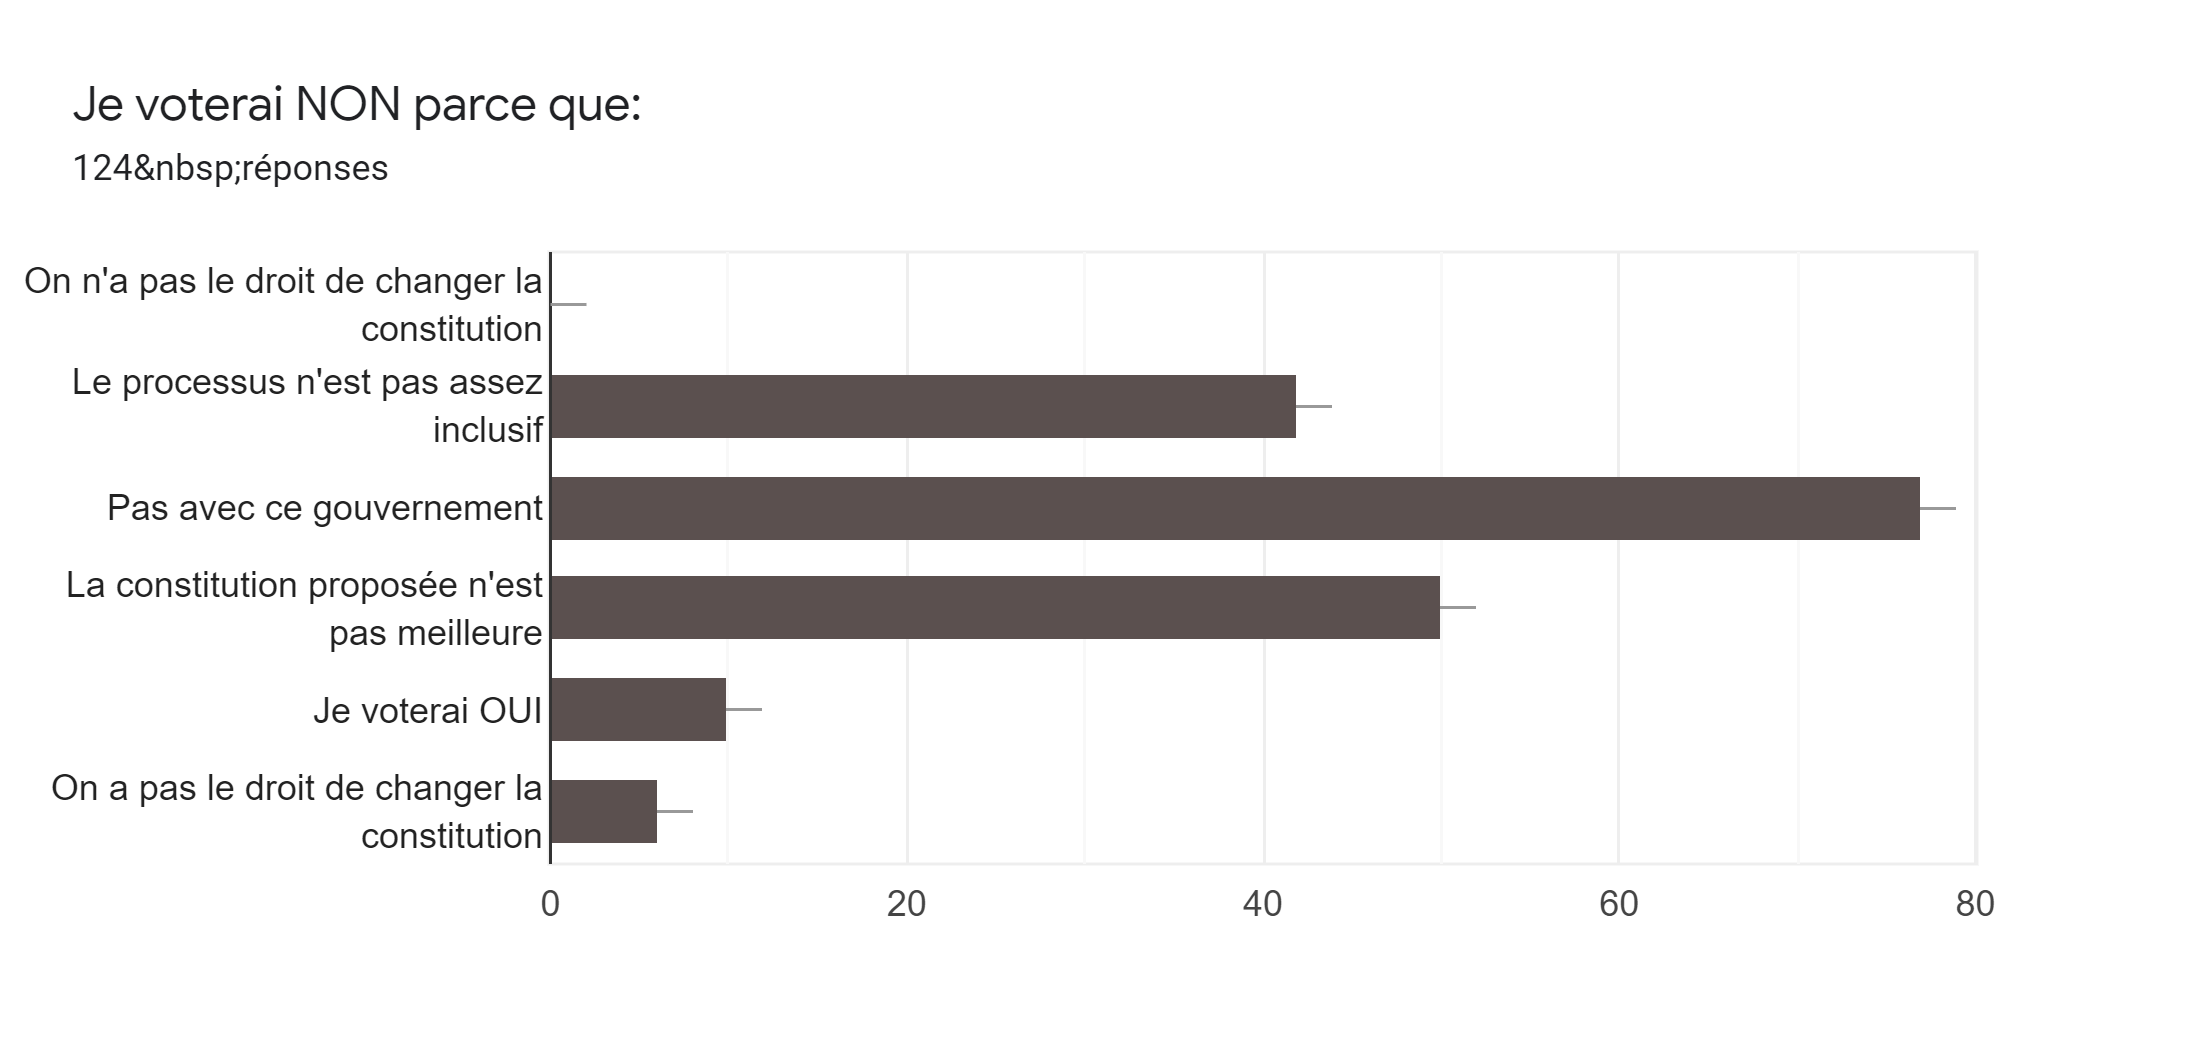 Je voterai NON parce que:
124&nbsp;réponses
On n'a pas le droit de changer la
constitution
Le processus n'est pas assez
inclusif
Pas avec ce gouvernement
La constitution proposée n'est
pas meilleure
Je voterai OUI
On a pas le droit de changer la
constitution
0 20 40 60 80